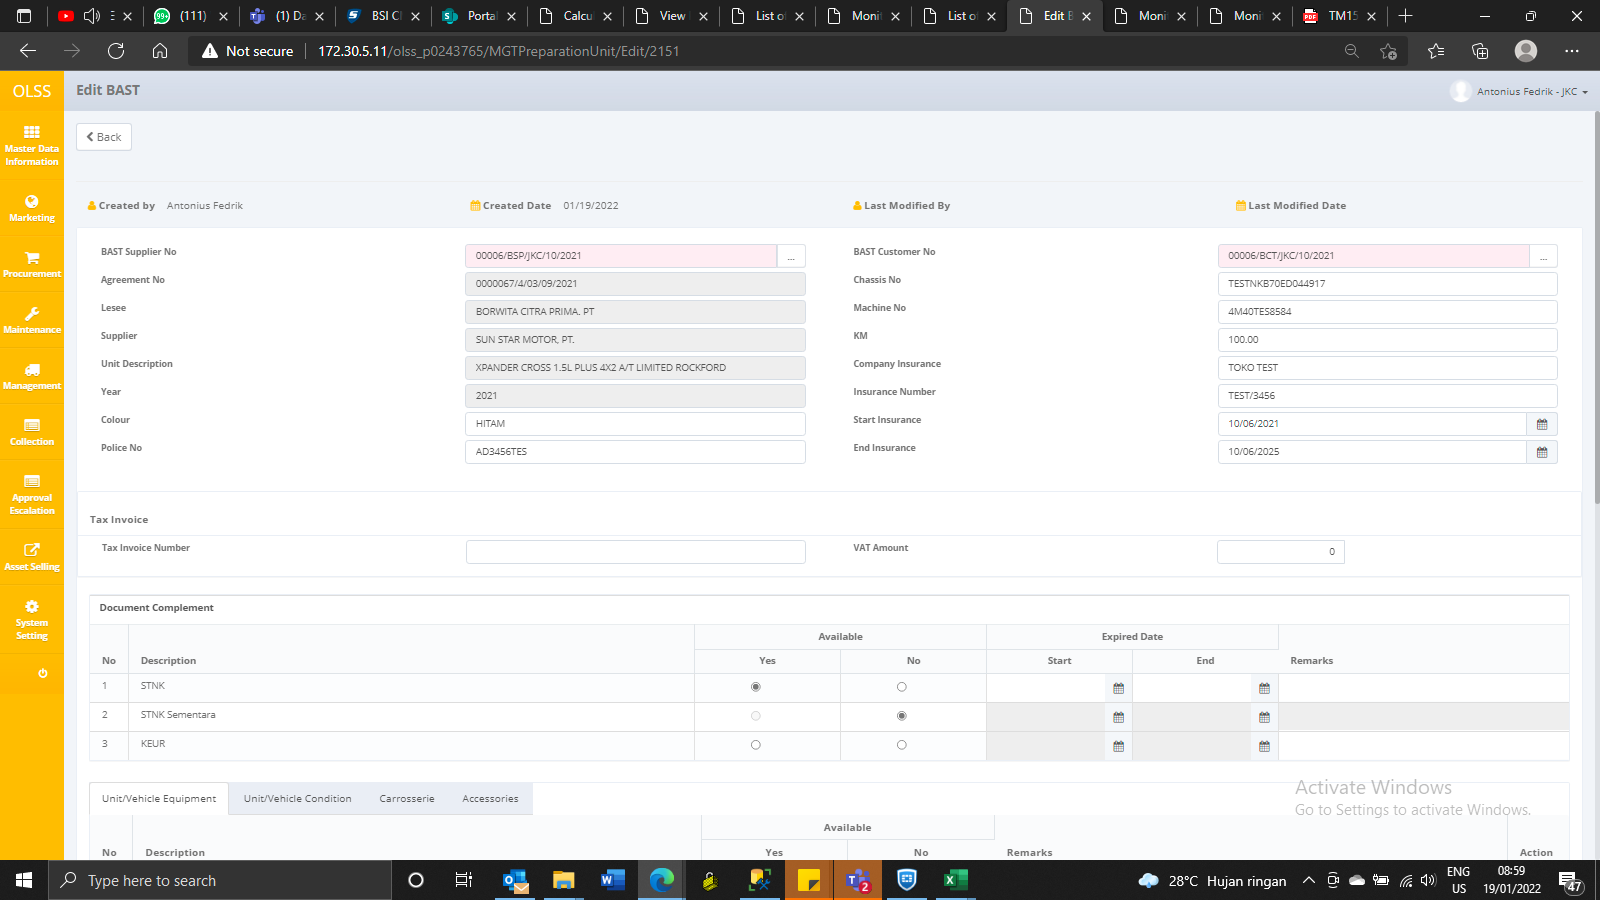 (111)
(1) Da
BSI Cl
Portal
Calcul
View
List o
Monit
List o
Edit B
Moni
Moni
TM15
Not secure
172.30.5.11/olss_p0243765/MGTPreparationUnit/Edit/2151
OLSS
Edit BAST
Antonius Fedrik - JKC
Back
Master Data
Information
Marketing
Procurement
Maintenance
Management
Collection
Approval
Escalation
Asset Selling
System
Setting
Created by Antonius Fedrik
Created Date 01/19/2022
Last Modified By
Last Modified Date
BAST Supplier No 00006/BSP/JKC/10/2021 ...
BAST Customer No 00006/BCT/JKC/10/2021 ...
Agreement No 0000067/4/03/09/2021
Chassis No TESTNKB70ED044917
Lesee BORWITA CITRA PRIMA. PT
Machine No 4M40TES8584
Supplier SUN STAR MOTOR, PT.
KM 100.00
Unit Description XPANDER CROSS 1.5L PLUS 4X2 A/T LIMITED ROCKFORD
Company Insurance TOKO TEST
Year 2021
Insurance Number TEST/3456
Colour HITAM
Start Insurance 10/06/2021
Police No AD3456TES
End Insurance 10/06/2025
Tax Invoice
Tax Invoice Number
VAT Amount 0
Document Complement
Available Expired Date
No Description Yes No Start End Remarks
1 STNK
2 STNK Sementara
3 KEUR
Unit/Vehicle Equipment Unit/Vehicle Condition Carrosserie Accessories
Available
No Description Yes No Remarks Action
Activate Windows
Go to Settings to activate Windows.
Type here to search
2
28°C Hujan ringan
ENG
US
08:59
19/01/2022
47